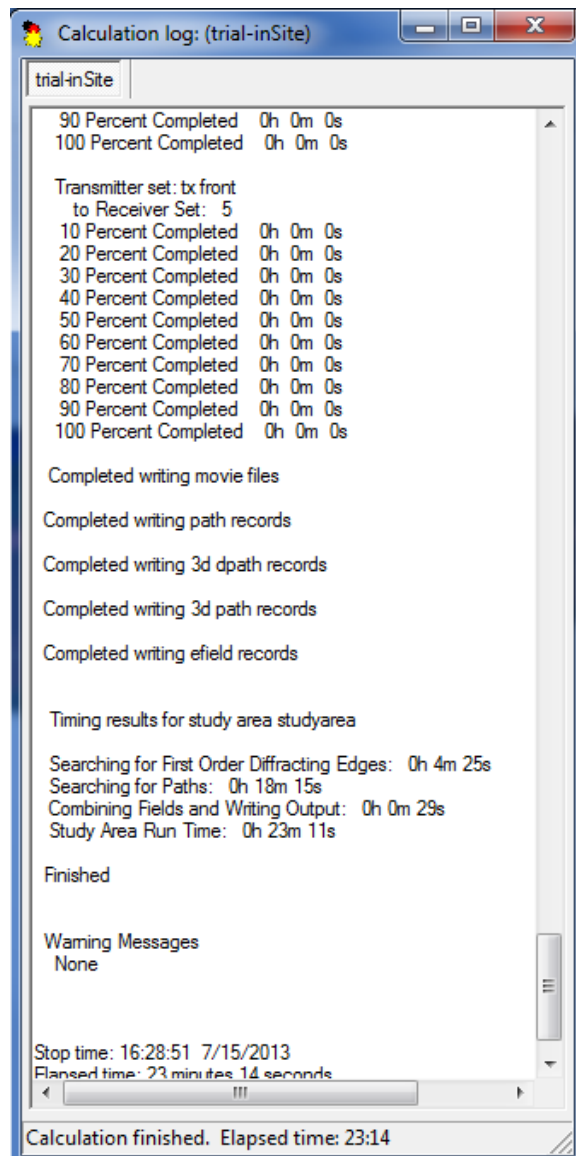 Calculation log: (trial-inSite)
trial-inSite
90 Percent Completed 0h 0m 0s
100 Percent Completed 0h 0m 0s
Transmitter set: tx front
to Receiver Set: 5
10 Percent Completed 0h 0m 0s
20 Percent Completed 0h 0m 0s
30 Percent Completed 0h 0m 0s
40 Percent Completed 0h 0m 0s
50 Percent Completed 0h 0m 0s
60 Percent Completed 0h 0m 0s
70 Percent Completed 0h 0m 0s
80 Percent Completed 0h 0m 0s
90 Percent Completed 0h 0m 0s
100 Percent Completed 0h 0m 0s
Completed writing movie files
Completed writing path records
Completed writing 3d dpath records
Completed writing 3d path records
Completed writing efield records
Timing results for study area studyarea
Searching for First Order Diffracting Edges: 0h 4m 25s
Searching for Paths: 0h 18m 15s
Combining Fields and Writing Output: 0h 0m 29s
Study Area Run Time: 0h 23m 11s
Finished
Warning Messages
None
Stop time: 16:28:51 7/15/2013
Elapsed time: 23 minutes 14 seconds
Calculation finished. Elapsed time: 23:14